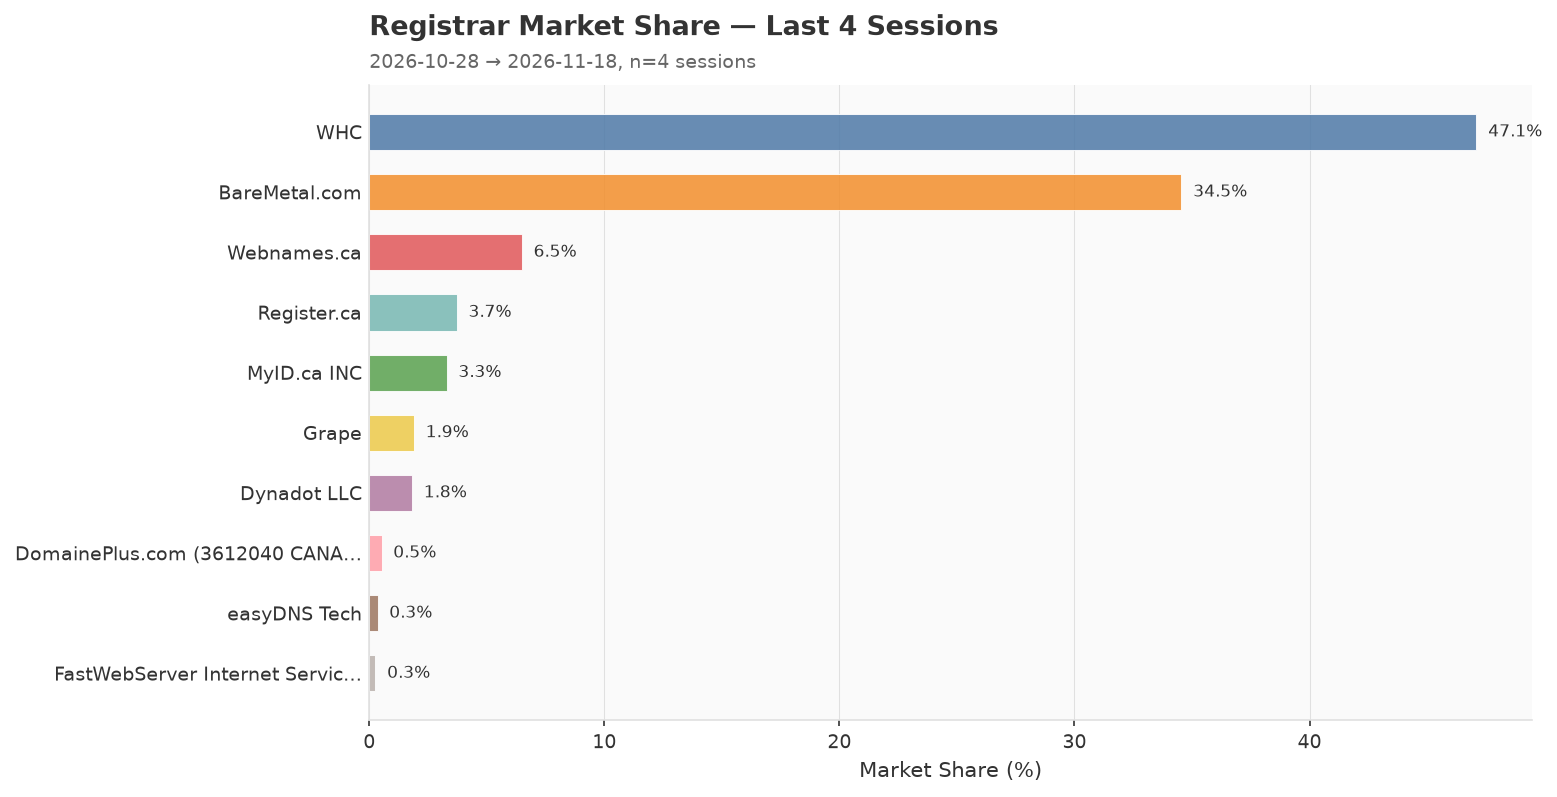 Registrar Market Share — Last 4 Sessions
2026-10-28 → 2026-11-18, n=4 sessions
WHC 47.1%
BareMetal.com 34.5%
Webnames.ca 6.5%
Register.ca 3.7%
MyID.ca INC 3.3%
Grape 1.9%
Dynadot LLC 1.8%
DomainePlus.com (3612040 CANA... 0.5%
easyDNS Tech 0.3%
FastWebServer Internet Servic... 0.3%
0 10 20 30 40
Market Share (%)